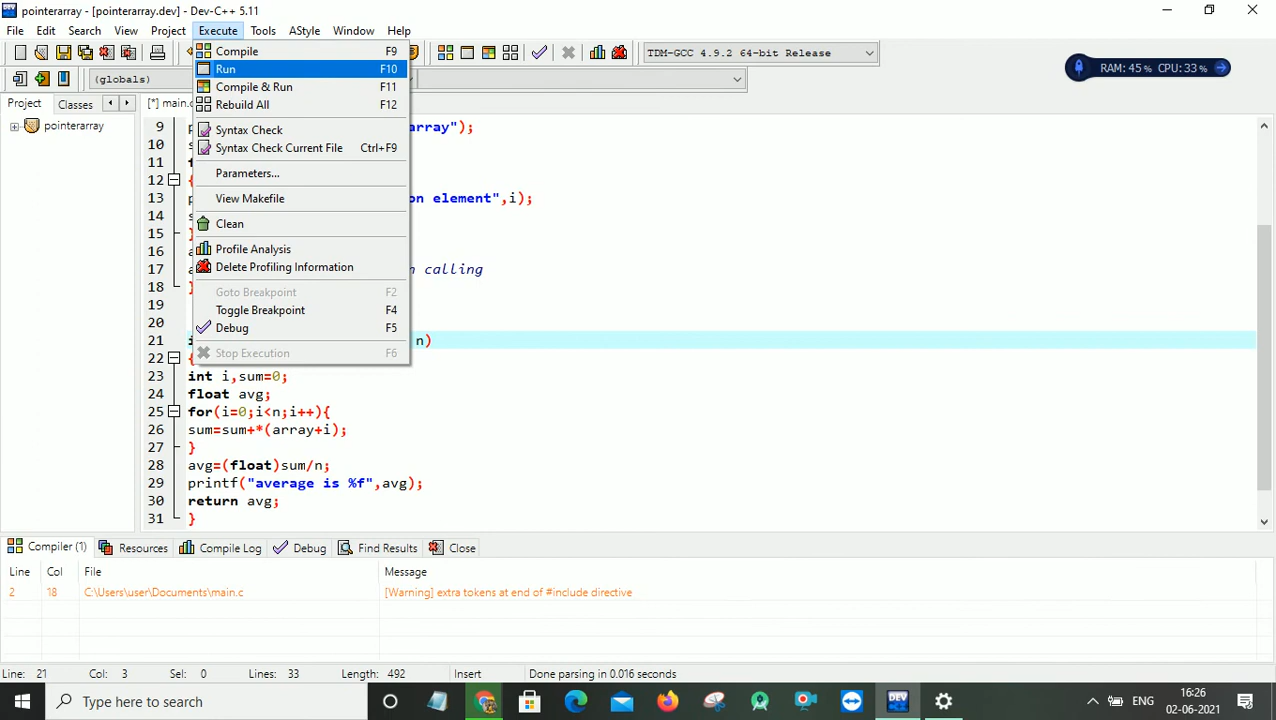 pointerarray - [pointerarray.dev] - Dev-C++ 5.11
File Edit Search View Project Execute Tools AStyle Window Help
TDM-GCC 4.9.2 64-bit Release
RAM: 45 % CPU: 33 %
(globals)
Project Classes [*] main.c
pointerarray
Compile F9
Run F10
Compile & Run F11
Rebuild All F12
Syntax Check
Syntax Check Current File Ctrl+F9
Parameters...
View Makefile
Clean
Profile Analysis
Delete Profiling Information
Goto Breakpoint F2
Toggle Breakpoint F4
Debug F5
Stop Execution F6
9 array");
10
11
12 {
13 on element",i);
14
15 }
16
17 calling
18 }
19
20
21 n)
22 {
23 int i,sum=0;
24 float avg;
25 for(i=0;i<n;i++){
26 sum=sum+*(array+i);
27 }
28 avg=(float)sum/n;
29 printf("average is %f",avg);
30 return avg;
31 }
Compiler (1) Resources Compile Log Debug Find Results Close
Line Col File Message
2 18 C:\Users\user\Documents\main.c [Warning] extra tokens at end of #include directive
Line: 21 Col: 3 Sel: 0 Lines: 33 Length: 492 Insert Done parsing in 0.016 seconds
Type here to search
ENG
16:26
02-06-2021